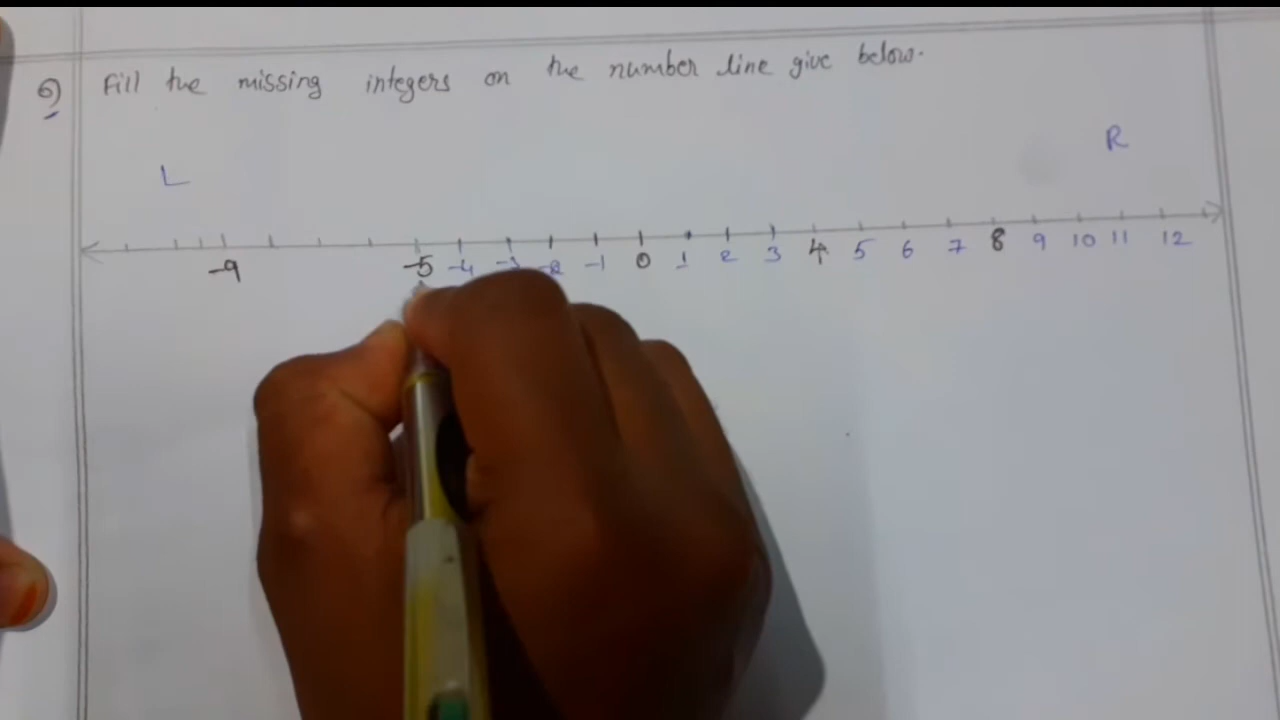 6) Fill the missing integers on the number line give below.
L R
-9 -5 -4 -3 -2 -1 0 1 2 3 4 5 6 7 8 9 10 11 12